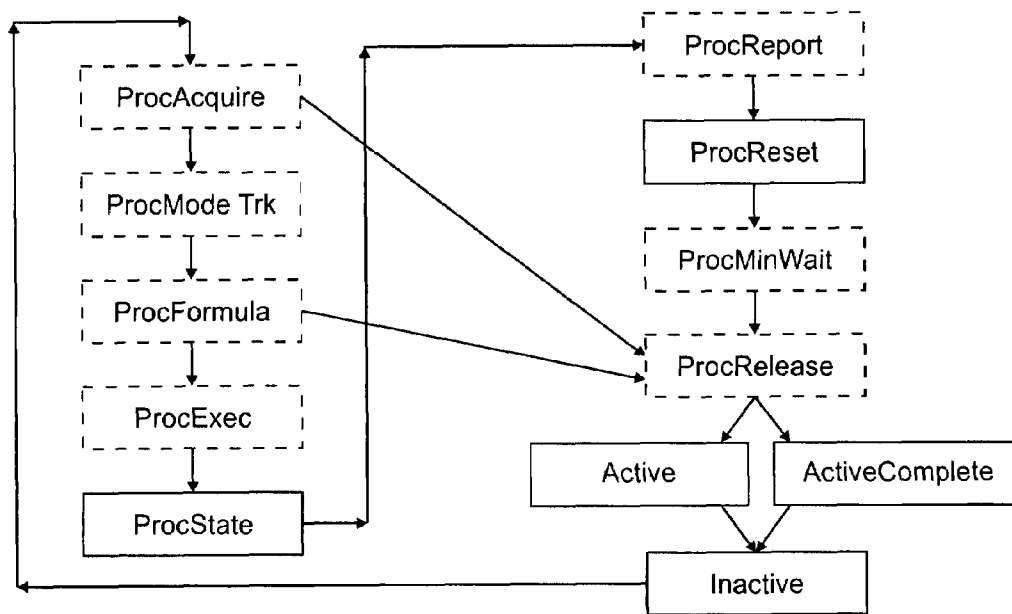 ProcAcquire
ProcMode Trk
ProcFormula
ProcExec
ProcState
ProcReport
ProcReset
ProcMinWait
ProcRelease
Active
ActiveComplete
Inactive